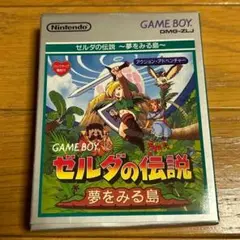 Nintendo
GAME BOY
DMG-ZLJ
ゼルダの伝説 〜夢をみる島〜
アクション・アドベンチャー
GAME BOY
ゼルダの伝説
夢をみる島